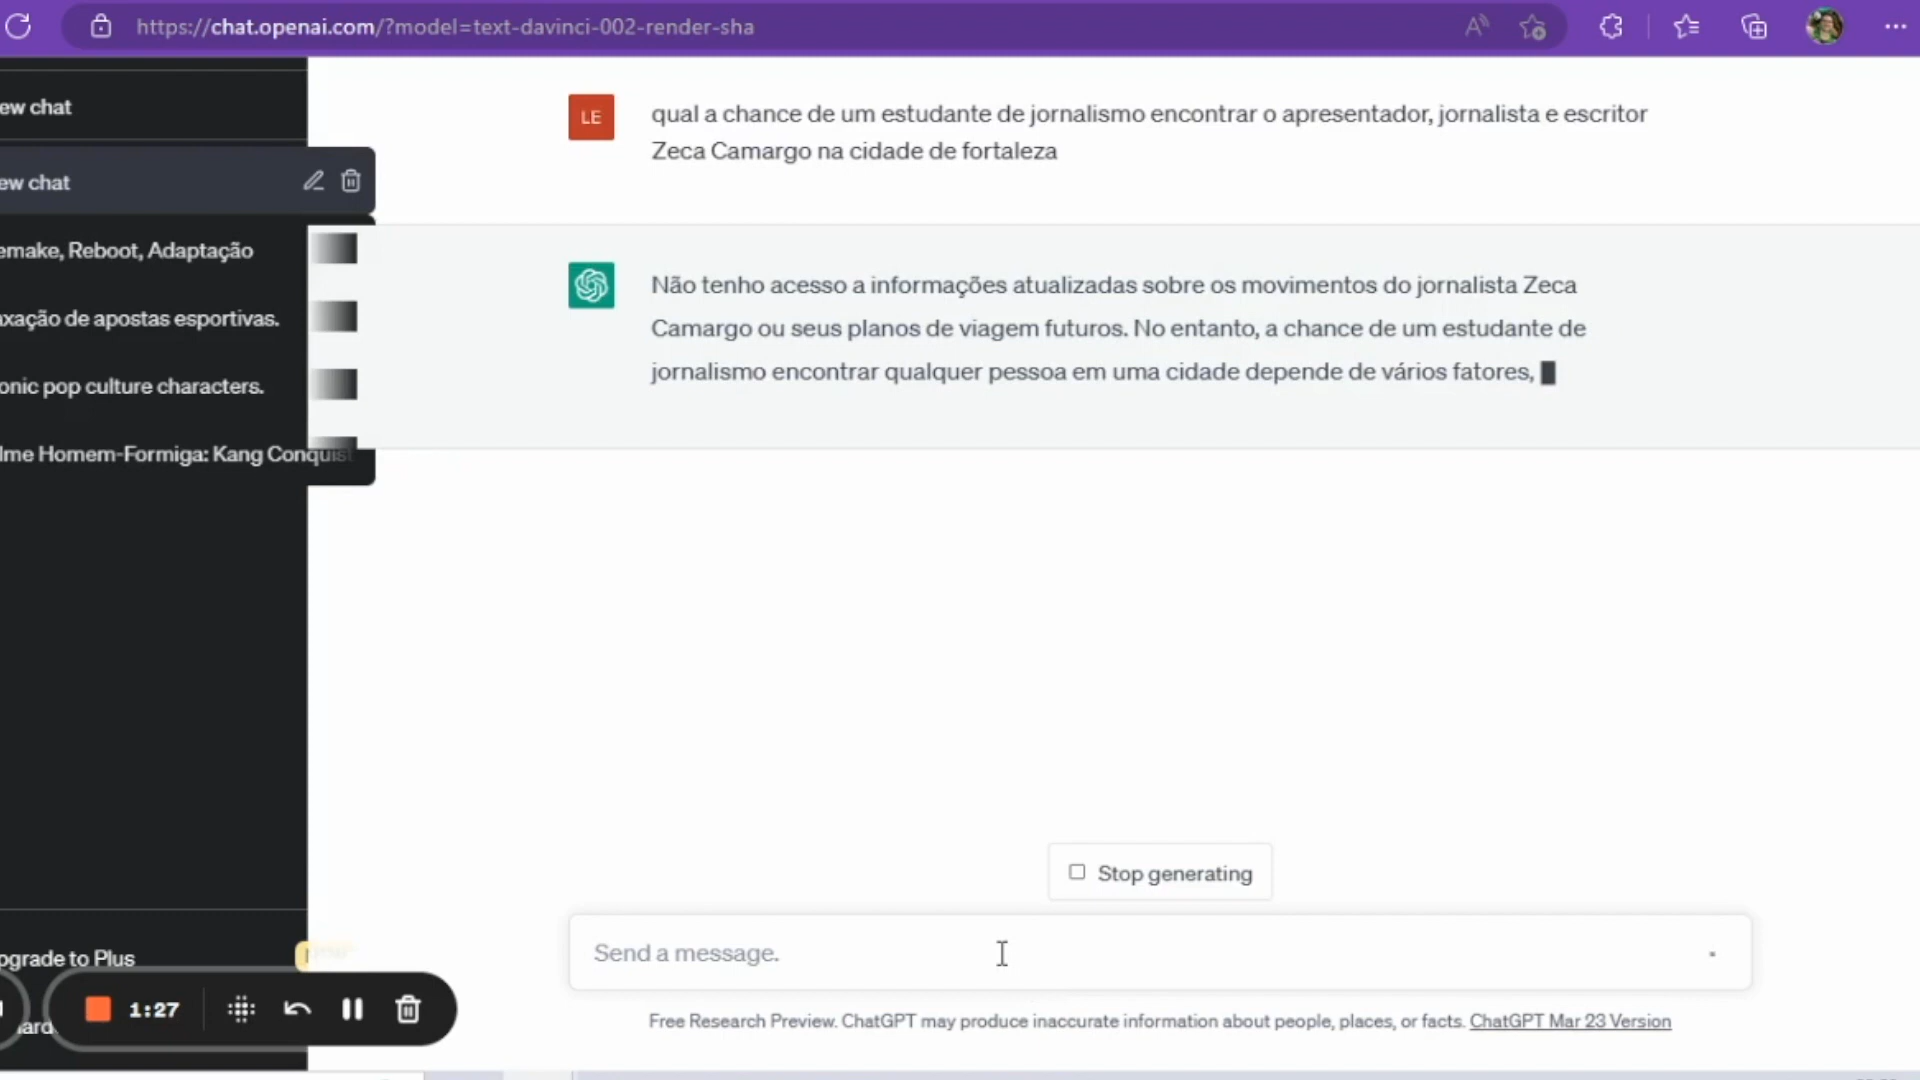 https://chat.openai.com/?model=text-davinci-002-render-sha
ew chat
ew chat
emake, Reboot, Adaptação
axação de apostas esportivas.
onic pop culture characters.
lme Homem-Formiga: Kang Conquist
LE
qual a chance de um estudante de jornalismo encontrar o apresentador, jornalista e escritor
Zeca Camargo na cidade de fortaleza
Não tenho acesso a informações atualizadas sobre os movimentos do jornalista Zeca
Camargo ou seus planos de viagem futuros. No entanto, a chance de um estudante de
jornalismo encontrar qualquer pessoa em uma cidade depende de vários fatores,
Stop generating
Send a message.
Free Research Preview. ChatGPT may produce inaccurate information about people, places, or facts. ChatGPT Mar 23 Version
pgrade to Plus
1:27